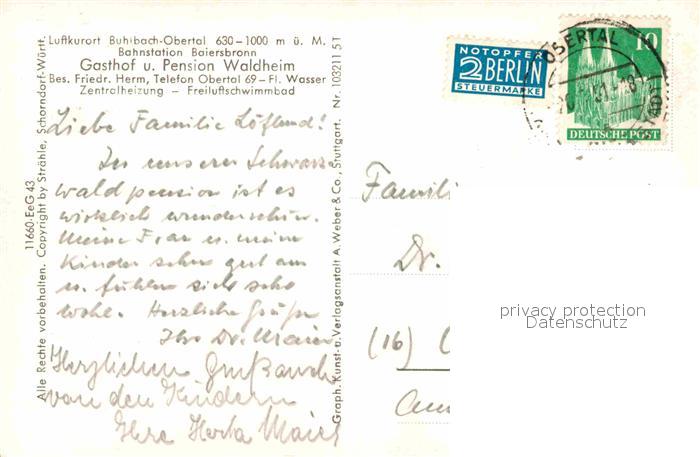 Luftkurort Buhlbach-Obertal 630–1000 m ü. M.
Bahnstation Baiersbronn
Gasthof u. Pension Waldheim
Bes. Friedr. Herm, Telefon Obertal 69 – Fl. Wasser
Zentralheizung – Freiluftschwimmbad
Liebe Familie Löflund!
In unserer Schwarz-
waldpension ist es
wirklich wunderschön.
Meine Frau u. meine
Kinder sehen gut aus
u. fühlen sich sehr
wohl. Herzliche Grüße
Ihr Dr. Maier
Herzlichen Gruß auch
von den Kindern
Ihre Herta Maier
11660-EeG 43
Alle Rechte vorbehalten. Copyright by Strähle, Schorndorf-Württ.
Graph. Kunst- u. Verlagsanstalt A. Weber & Co., Stuttgart. Nr. 103211 5 T
NOTOPFER
2 BERLIN
STEUERMARKE
OBERTAL
10
DEUTSCHE POST
Famili
Dr.
(16)
privacy protection
Datenschutz